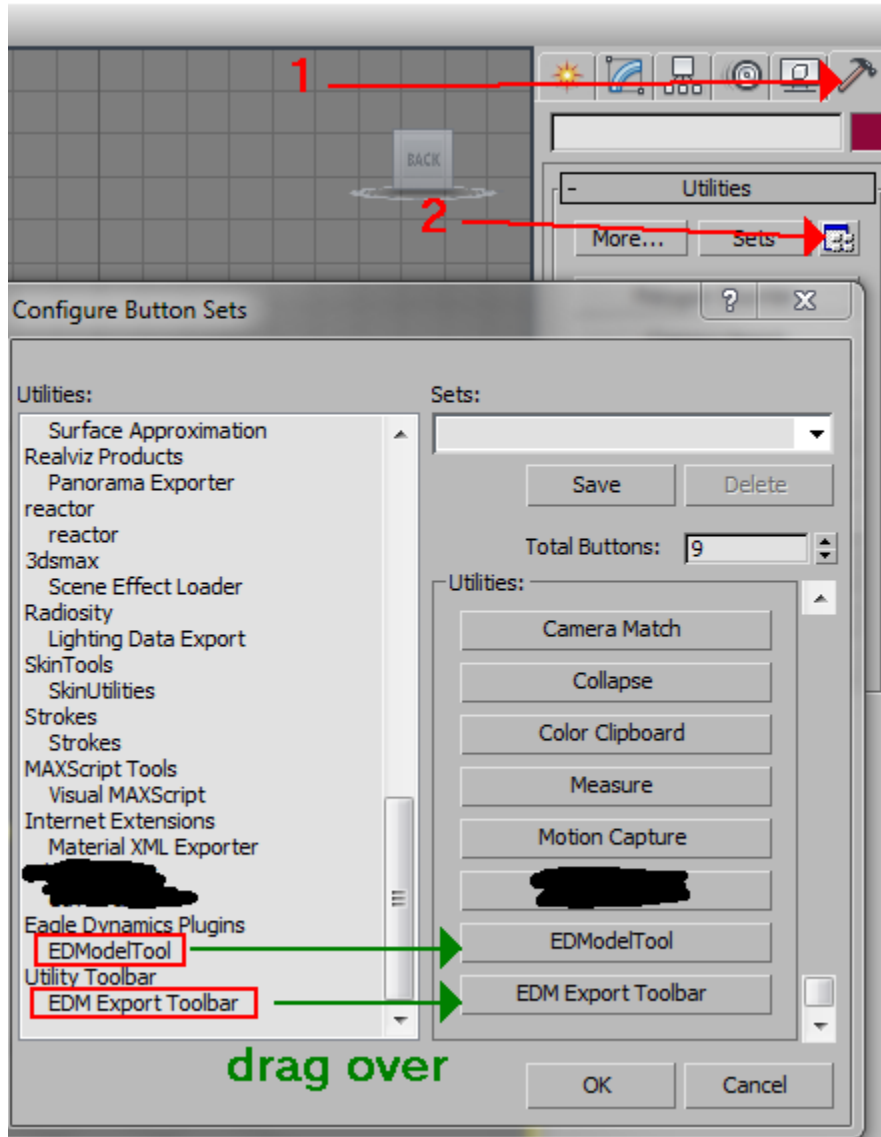 1
BACK
- Utilities
2
More... Sets
Configure Button Sets
Utilities:
Sets:
Surface Approximation
Realviz Products
Panorama Exporter
reactor
reactor
3dsmax
Scene Effect Loader
Radiosity
Lighting Data Export
SkinTools
SkinUtilities
Strokes
Strokes
MAXScript Tools
Visual MAXScript
Internet Extensions
Material XML Exporter
Eagle Dynamics Plugins
EDModelTool
Utility Toolbar
EDM Export Toolbar
Save Delete
Total Buttons: 9
Utilities:
Camera Match
Collapse
Color Clipboard
Measure
Motion Capture
EDModelTool
EDM Export Toolbar
drag over
OK Cancel